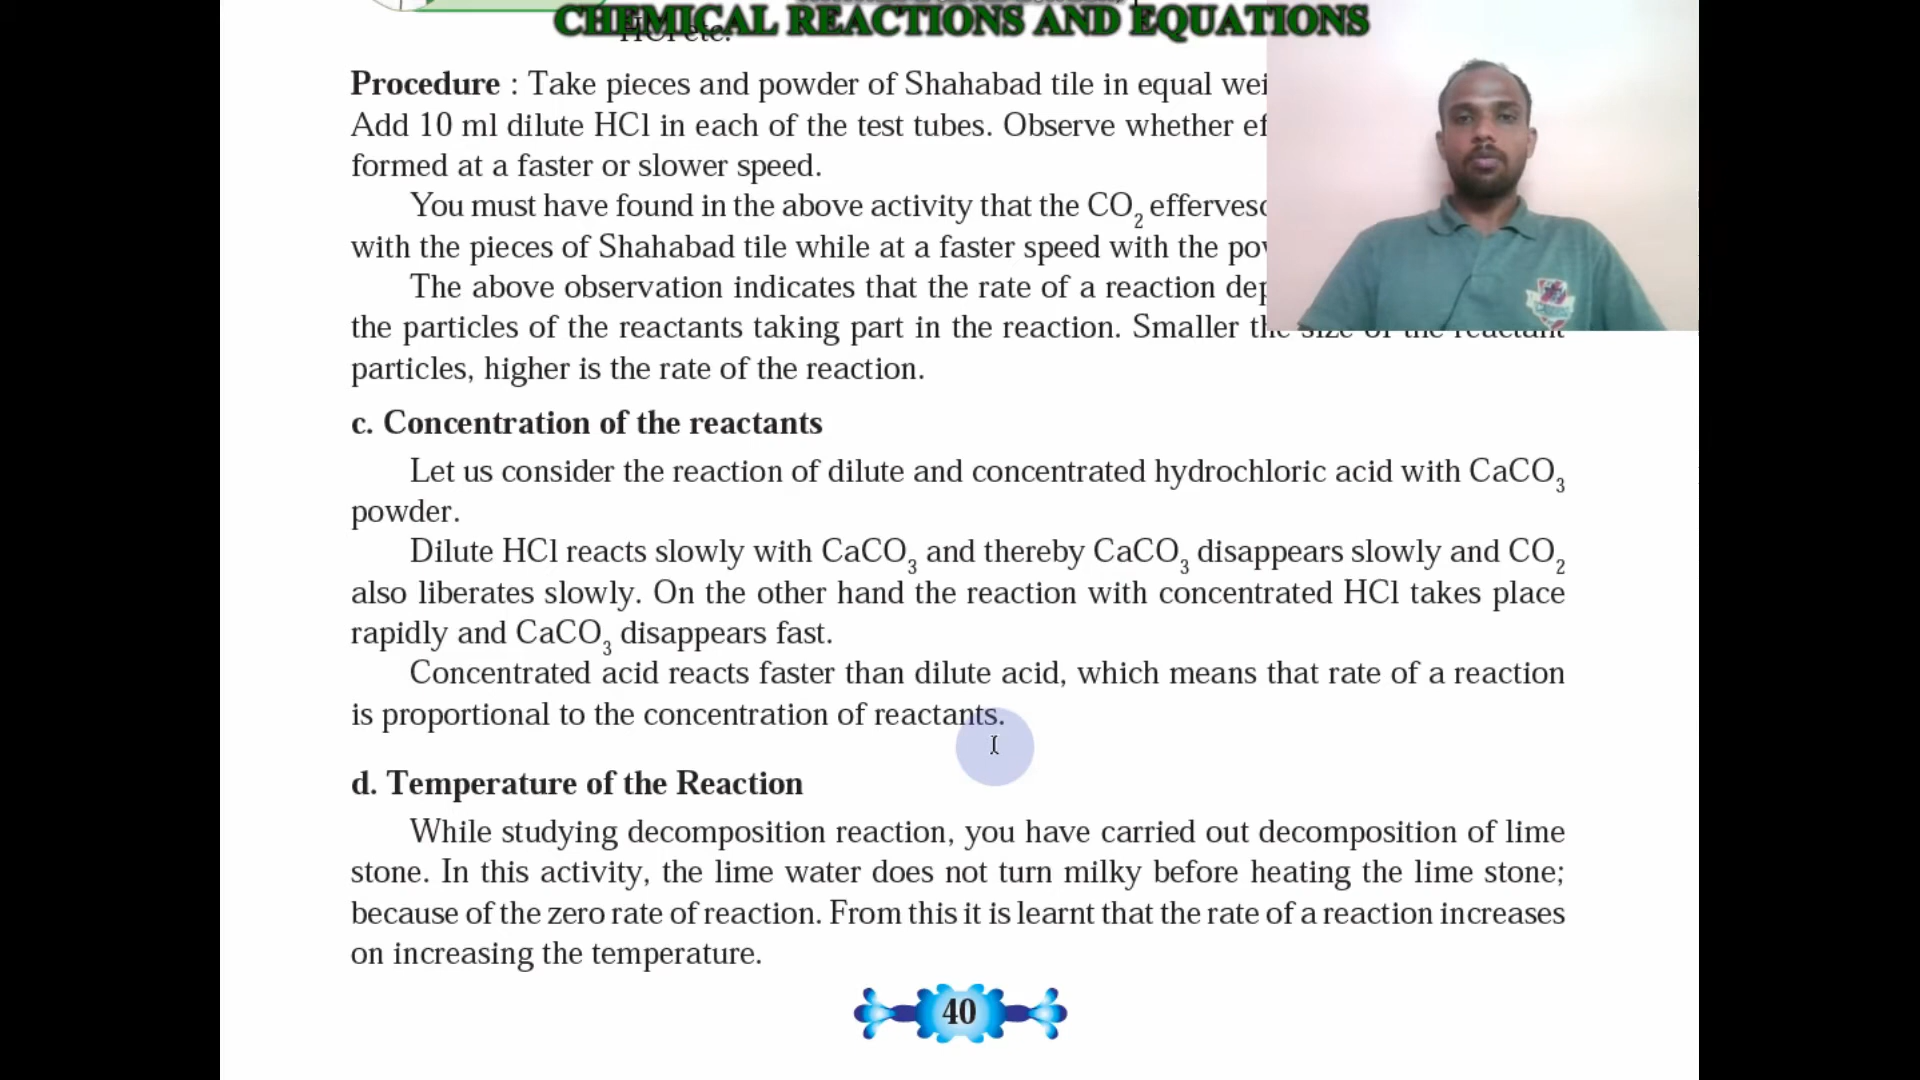 CHEMICAL REACTIONS AND EQUATIONS
HCl etc.
Procedure : Take pieces and powder of Shahabad tile in equal
Add 10 ml dilute HCl in each of the test tubes. Observe whether
formed at a faster or slower speed.
You must have found in the above activity that the CO₂
with the pieces of Shahabad tile while at a faster speed with the
The above observation indicates that the rate of a reaction
the particles of the reactants taking part in the reaction. Smaller the size of the reactant
particles, higher is the rate of the reaction.
c. Concentration of the reactants
Let us consider the reaction of dilute and concentrated hydrochloric acid with CaCO₃
powder.
Dilute HCl reacts slowly with CaCO₃ and thereby CaCO₃ disappears slowly and CO₂
also liberates slowly. On the other hand the reaction with concentrated HCl takes place
rapidly and CaCO₃ disappears fast.
Concentrated acid reacts faster than dilute acid, which means that rate of a reaction
is proportional to the concentration of reactants.
d. Temperature of the Reaction
While studying decomposition reaction, you have carried out decomposition of lime
stone. In this activity, the lime water does not turn milky before heating the lime stone;
because of the zero rate of reaction. From this it is learnt that the rate of a reaction increases
on increasing the temperature.
40